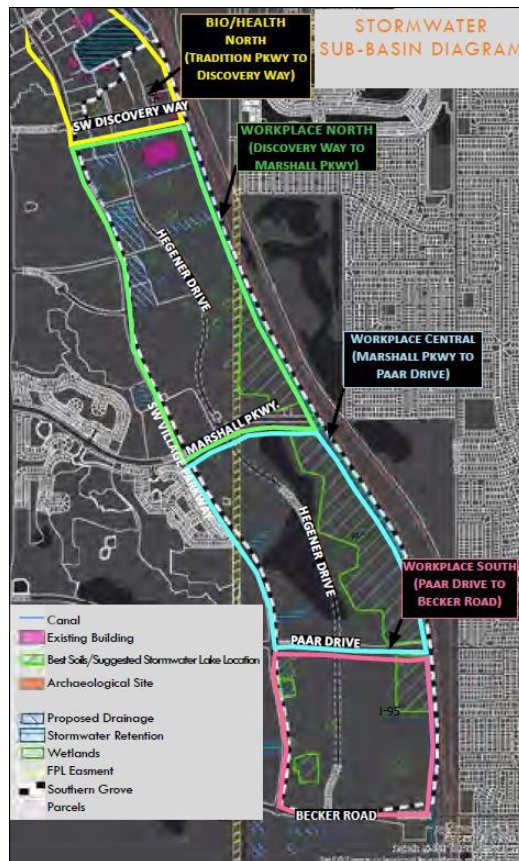 STORMWATER
SUB-BASIN DIAGRAM
BIO/HEALTH
NORTH
(TRADITION PKWY TO
DISCOVERY WAY)
SW DISCOVERY WAY
WORKPLACE NORTH
(DISCOVERY WAY TO
MARSHALL PKWY)
HEGENER DRIVE
WORKPLACE CENTRAL
(MARSHALL PKWY TO
PAAR DRIVE)
MARSHALL PKWY.
SW VILLAGE PARKWAY
HEGENER DRIVE
WORKPLACE SOUTH
(PAAR DRIVE TO
BECKER ROAD)
PAAR DRIVE
I-95
BECKER ROAD
Canal
Existing Building
Best Soils/Suggested Stormwater Lake Location
Archaeological Site
Proposed Drainage
Stormwater Retention
Wetlands
FPL Easment
Southern Grove
Parcels